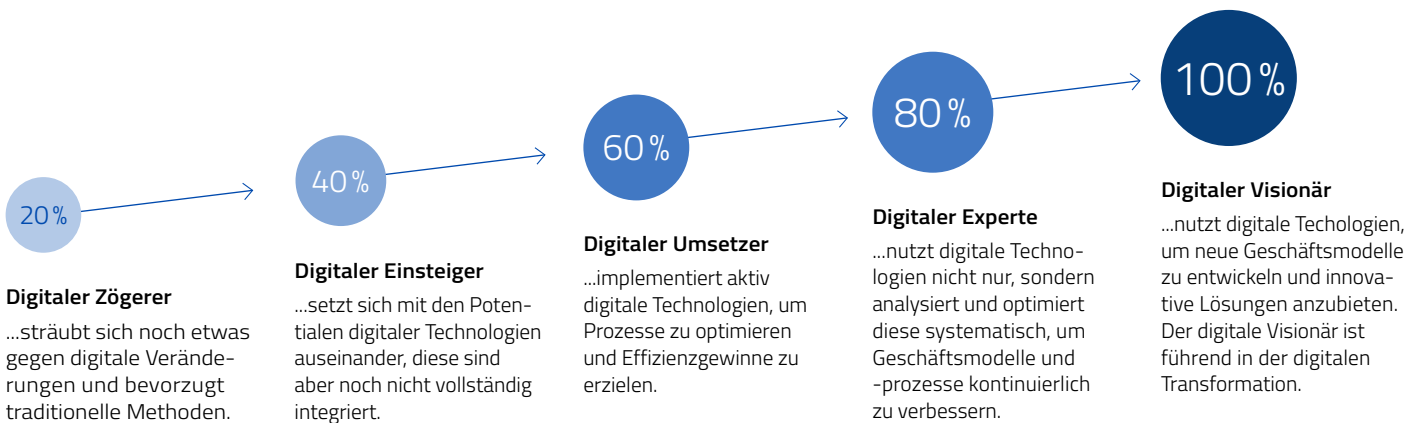 20 %
Digitaler Zögerer
...sträubt sich noch etwas
gegen digitale Verände-
rungen und bevorzugt
traditionelle Methoden.
40 %
Digitaler Einsteiger
...setzt sich mit den Poten-
tialen digitaler Technologien
auseinander, diese sind
aber noch nicht vollständig
integriert.
60 %
Digitaler Umsetzer
...implementiert aktiv
digitale Technologien, um
Prozesse zu optimieren
und Effizienzgewinne zu
erzielen.
80 %
Digitaler Experte
...nutzt digitale Techno-
logien nicht nur, sondern
analysiert und optimiert
diese systematisch, um
Geschäftsmodelle und
-prozesse kontinuierlich
zu verbessern.
100 %
Digitaler Visionär
...nutzt digitale Techologien,
um neue Geschäftsmodelle
zu entwickeln und innova-
tive Lösungen anzubieten.
Der digitale Visionär ist
führend in der digitalen
Transformation.